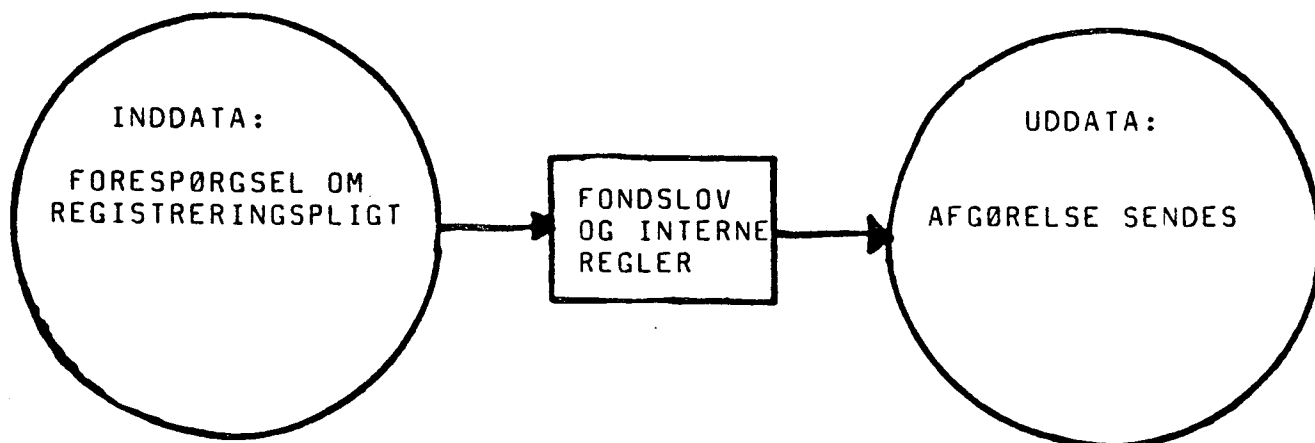 INDDATA:
FORESPØRGSEL OM
REGISTRERINGSPLIGT
FONDSLOV
OG INTERNE
REGLER
UDDATA:
AFGØRELSE SENDES